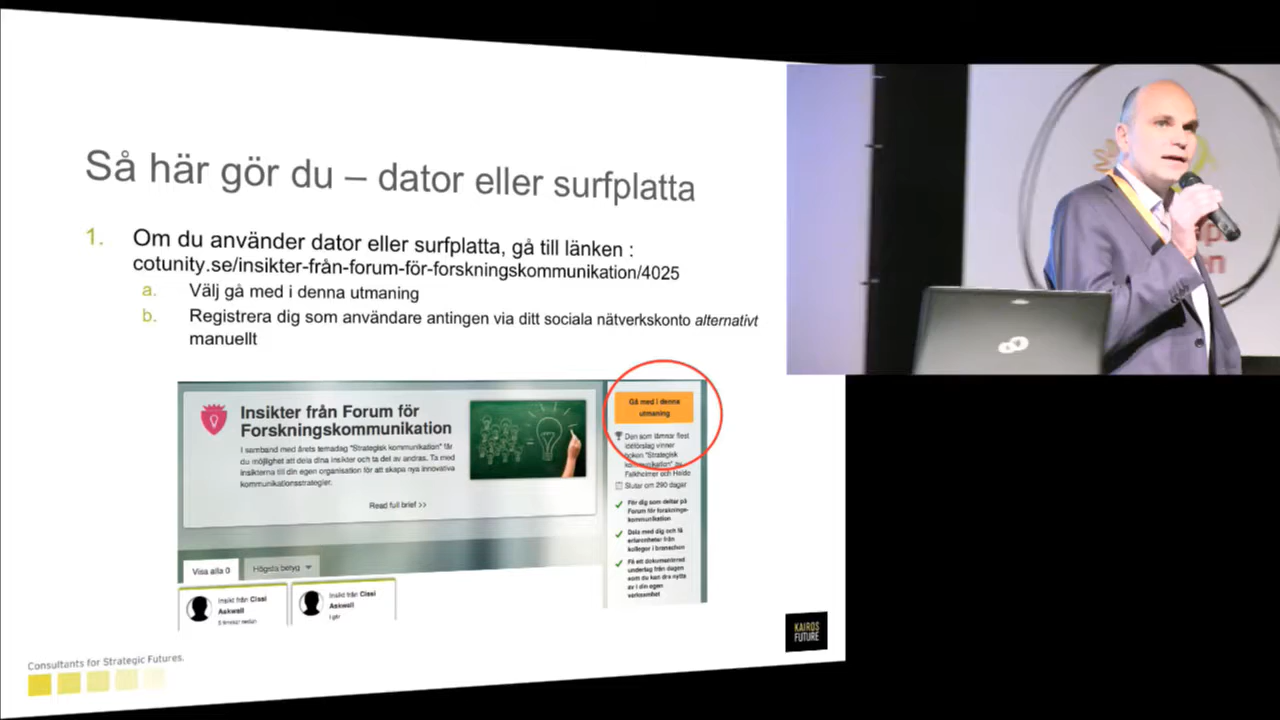 Så här gör du – dator eller surfplatta
1. Om du använder dator eller surfplatta, gå till länken :
cotunity.se/insikter-från-forum-för-forskningskommunikation/4025
a. Välj gå med i denna utmaning
b. Registrera dig som användare antingen via ditt sociala nätverkskonto alternativt
manuellt
Insikter från Forum för
Forskningskommunikation
I samband med årets temadag "Strategisk kommunikation" får
du möjlighet att dela dina insikter och ta del av andras. Ta med
insikterna till din egen organisation för att skapa nya innovativa
kommunikationsstrategier.
Read full brief >>
Gå med i denna
utmaning
Den som lämnar flest
idéförslag vinner
boken "Strategisk
kommunikation" av
Falkheimer och Heide
Slutar om 290 dagar
För dig som deltar på
Forum för forsknings-
kommunikation
Dela med dig och få
erfarenheter från
kollegor i branschen
Få ett dokumenterad
underlag från dagen
som du kan dra nytta
av i din egen
verksamhet
Visa alla 0
Högsta betyg
Insikt från Cissi
Askwall
5 timmar sedan
Insikt från Cissi
Askwall
I går
Consultants for Strategic Futures.
KAIROS
FUTURE